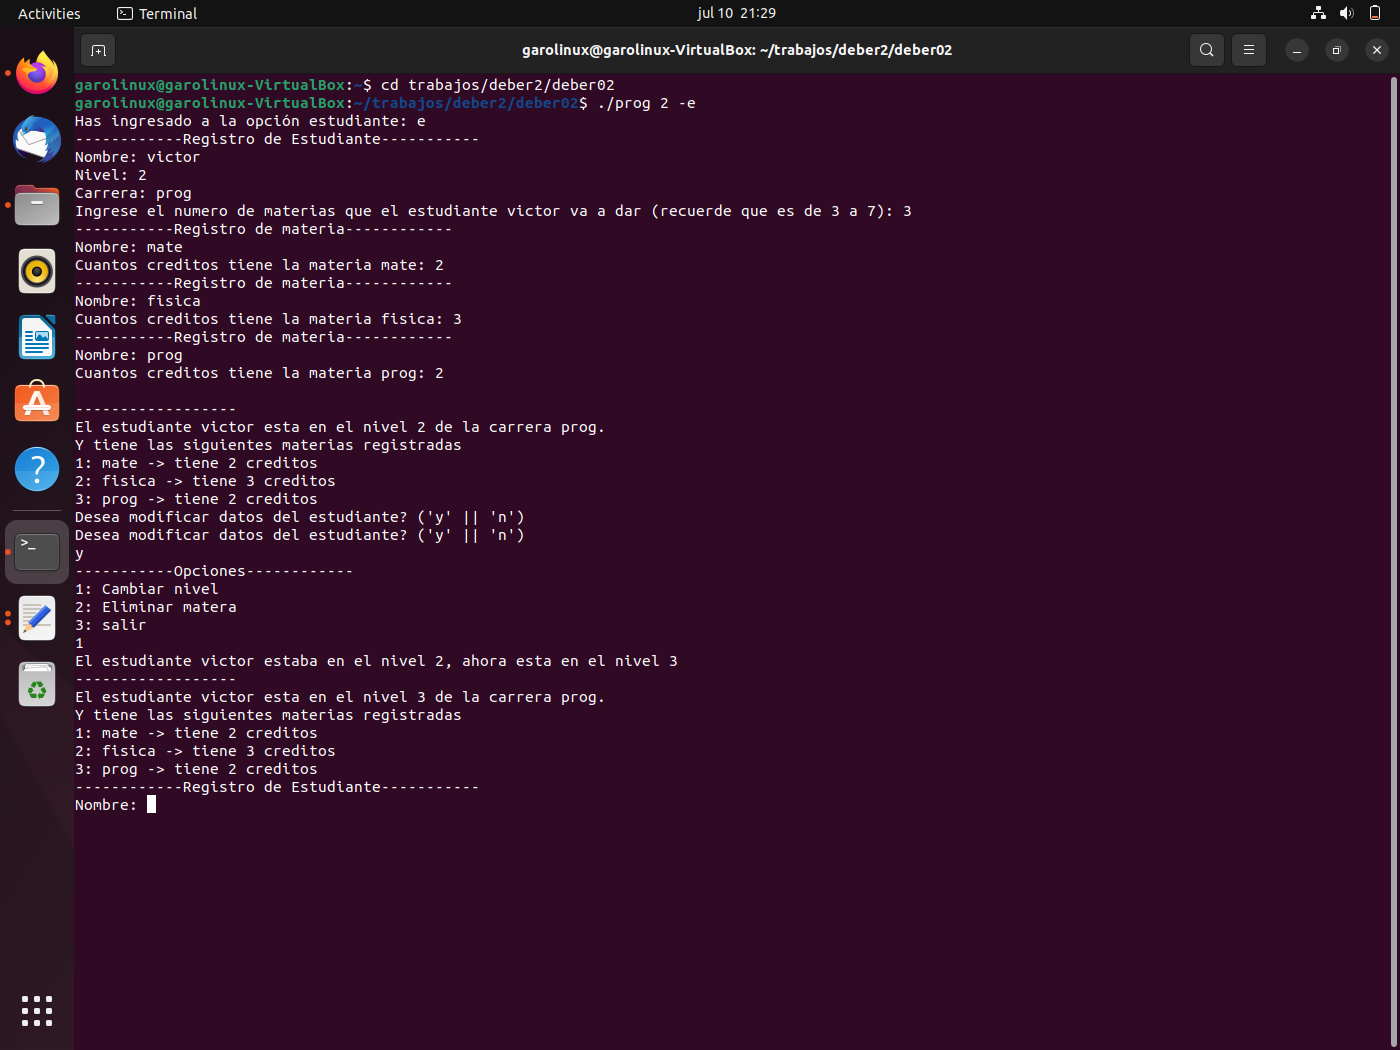 Activities Terminal jul 10 21:29
garolinux@garolinux-VirtualBox: ~/trabajos/deber2/deber02
garolinux@garolinux-VirtualBox:~$ cd trabajos/deber2/deber02
garolinux@garolinux-VirtualBox:~/trabajos/deber2/deber02$ ./prog 2 -e
Has ingresado a la opción estudiante: e
------------Registro de Estudiante-----------
Nombre: victor
Nivel: 2
Carrera: prog
Ingrese el numero de materias que el estudiante victor va a dar (recuerde que es de 3 a 7): 3
-----------Registro de materia------------
Nombre: mate
Cuantos creditos tiene la materia mate: 2
-----------Registro de materia------------
Nombre: fisica
Cuantos creditos tiene la materia fisica: 3
-----------Registro de materia------------
Nombre: prog
Cuantos creditos tiene la materia prog: 2
------------------
El estudiante victor esta en el nivel 2 de la carrera prog.
Y tiene las siguientes materias registradas
1: mate -> tiene 2 creditos
2: fisica -> tiene 3 creditos
3: prog -> tiene 2 creditos
Desea modificar datos del estudiante? ('y' || 'n')
Desea modificar datos del estudiante? ('y' || 'n')
y
-----------Opciones------------
1: Cambiar nivel
2: Eliminar matera
3: salir
1
El estudiante victor estaba en el nivel 2, ahora esta en el nivel 3
------------------
El estudiante victor esta en el nivel 3 de la carrera prog.
Y tiene las siguientes materias registradas
1: mate -> tiene 2 creditos
2: fisica -> tiene 3 creditos
3: prog -> tiene 2 creditos
------------Registro de Estudiante-----------
Nombre: